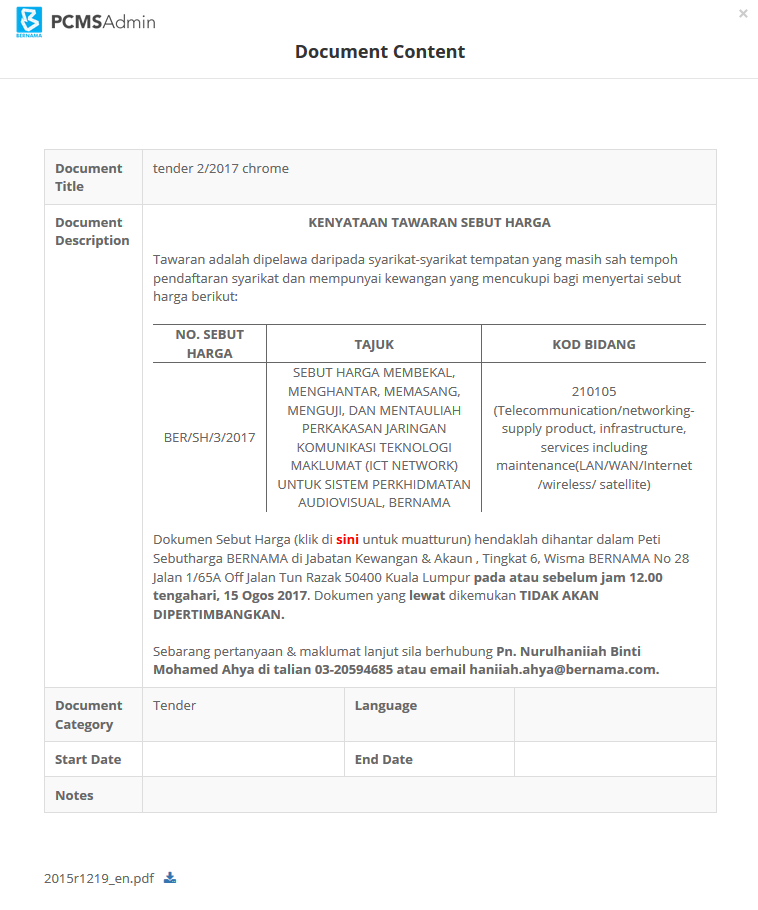 BERNAMA
PCMSAdmin
×
Document Content
Document Title
tender 2/2017 chrome
Document Description
KENYATAAN TAWARAN SEBUT HARGA
Tawaran adalah dipelawa daripada syarikat-syarikat tempatan yang masih sah tempoh
pendaftaran syarikat dan mempunyai kewangan yang mencukupi bagi menyertai sebut
harga berikut:
NO. SEBUT
HARGA
TAJUK
KOD BIDANG
BER/SH/3/2017
SEBUT HARGA MEMBEKAL,
MENGHANTAR, MEMASANG,
MENGUJI, DAN MENTAULIAH
PERKAKASAN JARINGAN
KOMUNIKASI TEKNOLOGI
MAKLUMAT (ICT NETWORK)
UNTUK SISTEM PERKHIDMATAN
AUDIOVISUAL, BERNAMA
210105
(Telecommunication/networking-
supply product, infrastructure,
services including
maintenance(LAN/WAN/Internet
/wireless/ satellite)
Dokumen Sebut Harga (klik di sini untuk muatturun) hendaklah dihantar dalam Peti
Sebutharga BERNAMA di Jabatan Kewangan & Akaun , Tingkat 6, Wisma BERNAMA No 28
Jalan 1/65A Off Jalan Tun Razak 50400 Kuala Lumpur pada atau sebelum jam 12.00
tengahari, 15 Ogos 2017. Dokumen yang lewat dikemukan TIDAK AKAN
DIPERTIMBANGKAN.
Sebarang pertanyaan & maklumat lanjut sila berhubung Pn. Nurulhaniiah Binti
Mohamed Ahya di talian 03-20594685 atau email haniiah.ahya@bernama.com.
Document
Category
Tender
Language
Start Date
End Date
Notes
2015r1219_en.pdf